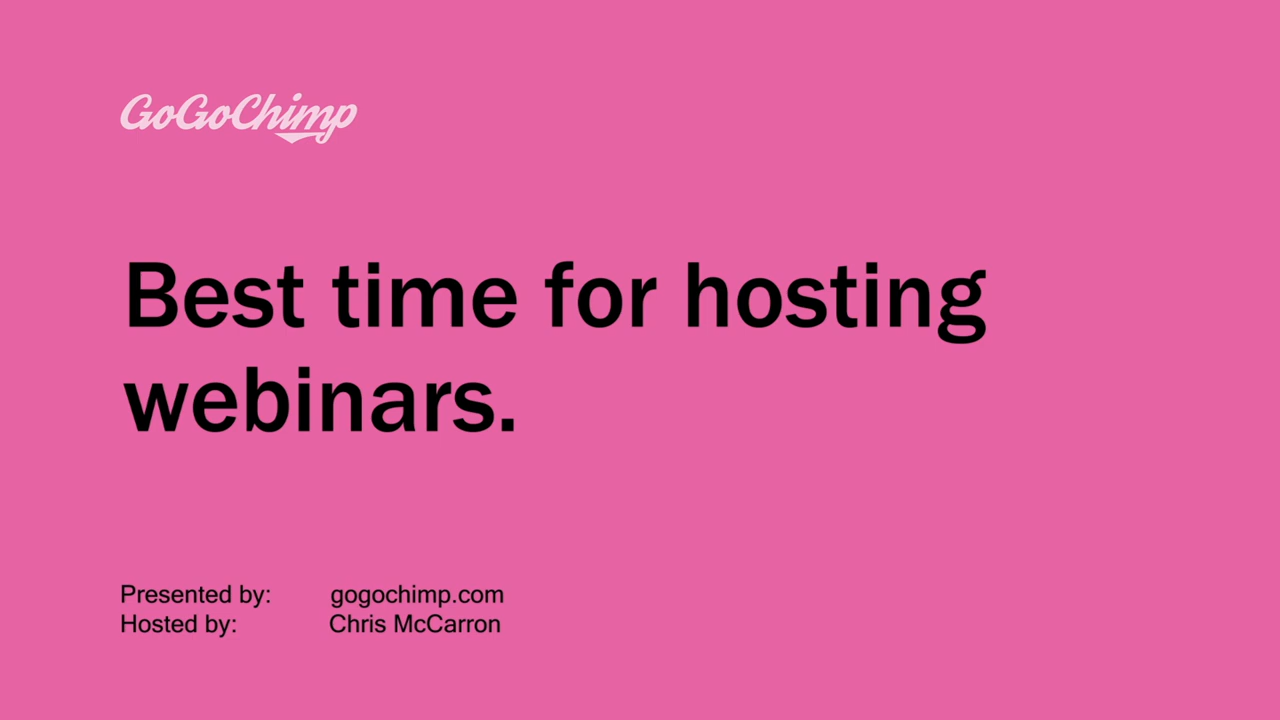 GoGoChimp
Best time for hosting
webinars.
Presented by: gogochimp.com
Hosted by: Chris McCarron